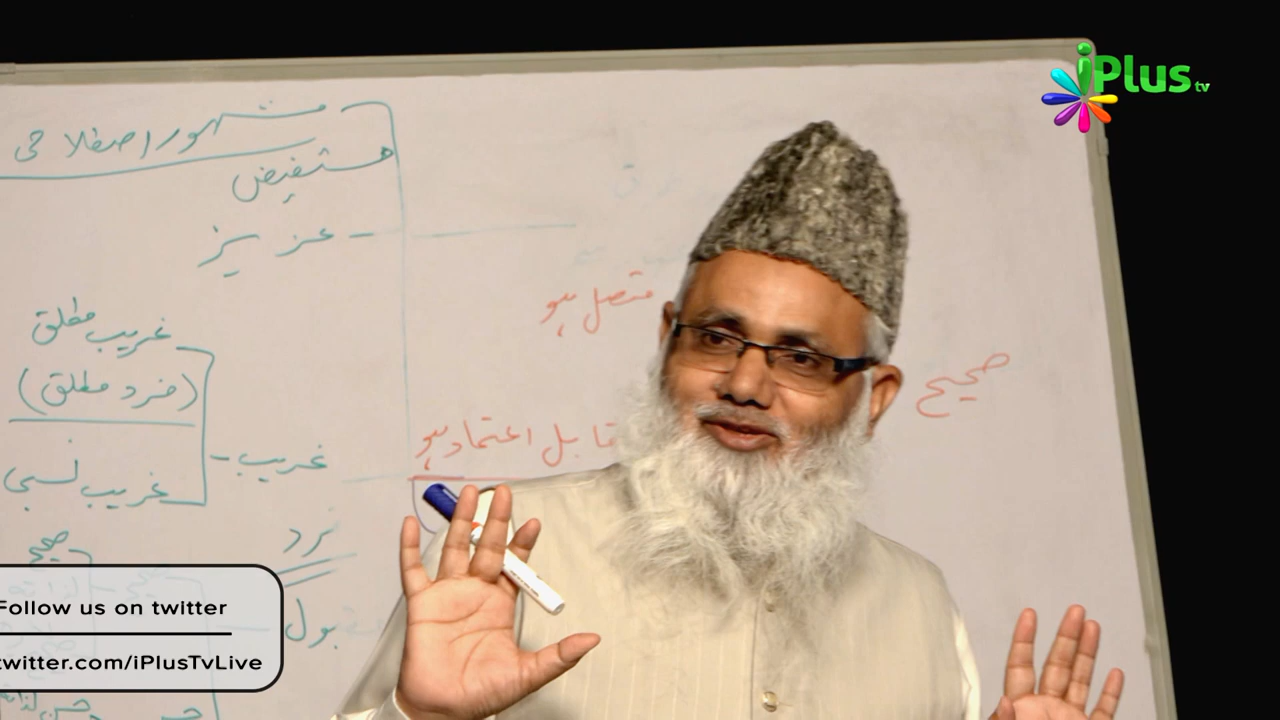 iPlus tv
مشہور اصطلاحی
مستفیض
عزیز
متصل ہو
غریب مطلق
صحیح
(فرد مطلق)
قابل اعتماد ہو
غریب
غریب نسبی
فرد
صحیح
Follow us on twitter
twitter.com/iPlusTvLive